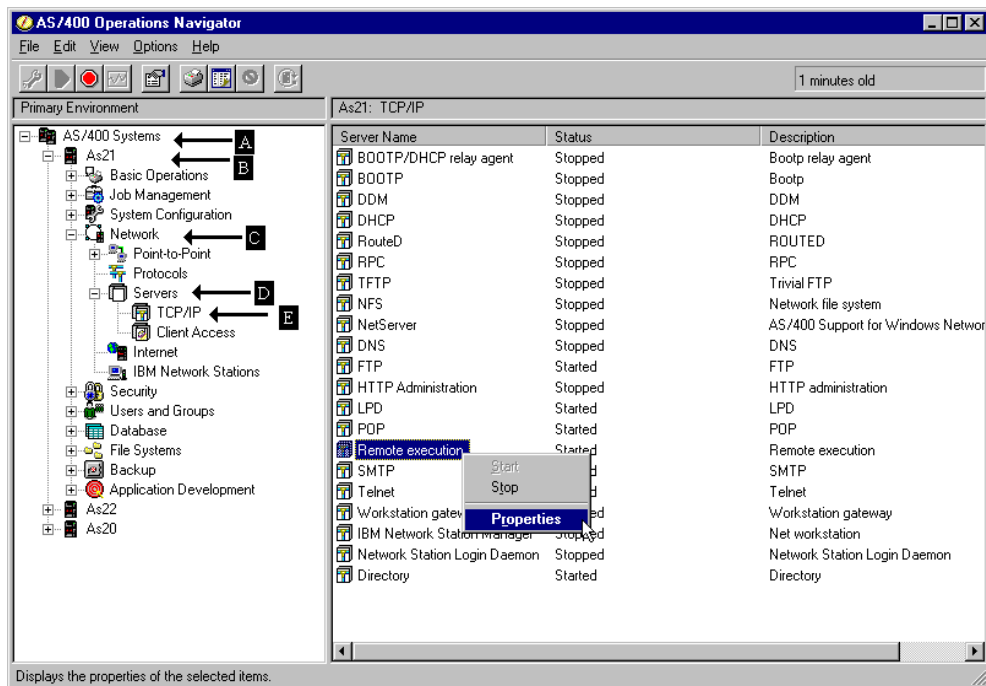 AS/400 Operations Navigator
File Edit View Options Help
1 minutes old
Primary Environment
As21: TCP/IP
AS/400 Systems
A
As21
B
Basic Operations
Job Management
System Configuration
Network
C
Point-to-Point
Protocols
Servers
D
TCP/IP
E
Client Access
Internet
IBM Network Stations
Security
Users and Groups
Database
File Systems
Backup
Application Development
As22
As20
Server Name Status Description
BOOTP/DHCP relay agent Stopped Bootp relay agent
BOOTP Stopped Bootp
DDM Stopped DDM
DHCP Stopped DHCP
RouteD Stopped ROUTED
RPC Stopped RPC
TFTP Stopped Trivial FTP
NFS Stopped Network file system
NetServer Stopped AS/400 Support for Windows Networ
DNS Stopped DNS
FTP Started FTP
HTTP Administration Stopped HTTP administration
LPD Started LPD
POP Started POP
Remote execution Started Remote execution
SMTP SMTP
Telnet Telnet
Workstation gatew Workstation gateway
IBM Network Station Manager Stopped Net workstation
Network Station Login Daemon Stopped Network Station Login Daemon
Directory Started Directory
Start
Stop
Properties
Displays the properties of the selected items.